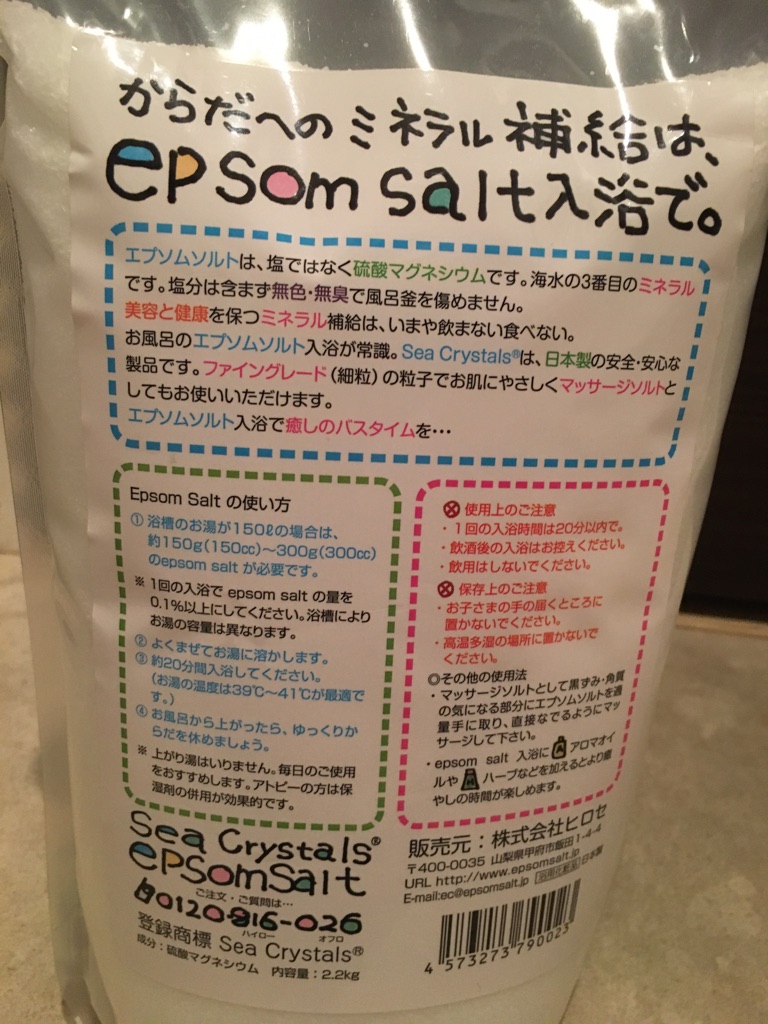 からだへのミネラル補給は、
epsom salt入浴で。
エプソムソルトは、塩ではなく硫酸マグネシウムです。海水の3番目のミネラル
です。塩分は含まず無色・無臭で風呂釜を傷めません。
美容と健康を保つミネラル補給は、いまや飲まない食べない。
お風呂のエプソムソルト入浴が常識。Sea Crystals®は、日本製の安全・安心な
製品です。ファイングレード(細粒)の粒子でお肌にやさしくマッサージソルトと
してもお使いいただけます。
エプソムソルト入浴で癒しのバスタイムを…
Epsom Salt の使い方
① 浴槽のお湯が150ℓの場合は、
約150g(150cc)~300g(300cc)
のepsom salt が必要です。
※ 1回の入浴で epsom salt の量を
0.1%以上にしてください。浴槽により
お湯の容量は異なります。
② よくまぜてお湯に溶かします。
③ 約20分間入浴してください。
(お湯の温度は39℃~41℃が最適で
す。)
④ お風呂から上がったら、ゆっくりか
らだを休めましょう。
※ 上がり湯はいりません。毎日のご使用
をおすすめします。アトピーの方は保
湿剤の併用が効果的です。
使用上のご注意
・1回の入浴時間は20分以内で。
・飲酒後の入浴はお控えください。
・飲用はしないでください。
保存上のご注意
・お子さまの手の届くところに
置かないでください。
・高温多湿の場所に置かないで
ください。
◎その他の使用法
・マッサージソルトとして黒ずみ・角質
の気になる部分にエプソムソルトを適
量手に取り、直接なでるようにマッ
サージして下さい。
・epsom salt 入浴に アロマオイ
ルや ハーブなどを加えるとより癒
やしの時間が楽しめます。
Sea Crystals®
epsomsalt
ご注文・ご質問は…
0120-816-026
ハイロー オフロ
登録商標 Sea Crystals®
成分:硫酸マグネシウム 内容量:2.2kg
販売元:株式会社ヒロセ
〒400-0035 山梨県甲府市飯田1-4-4
URL http://www.epsomsalt.jp
E-mail:ec@epsomsalt.jp 浴用化粧品 日本製
4 573273 790023